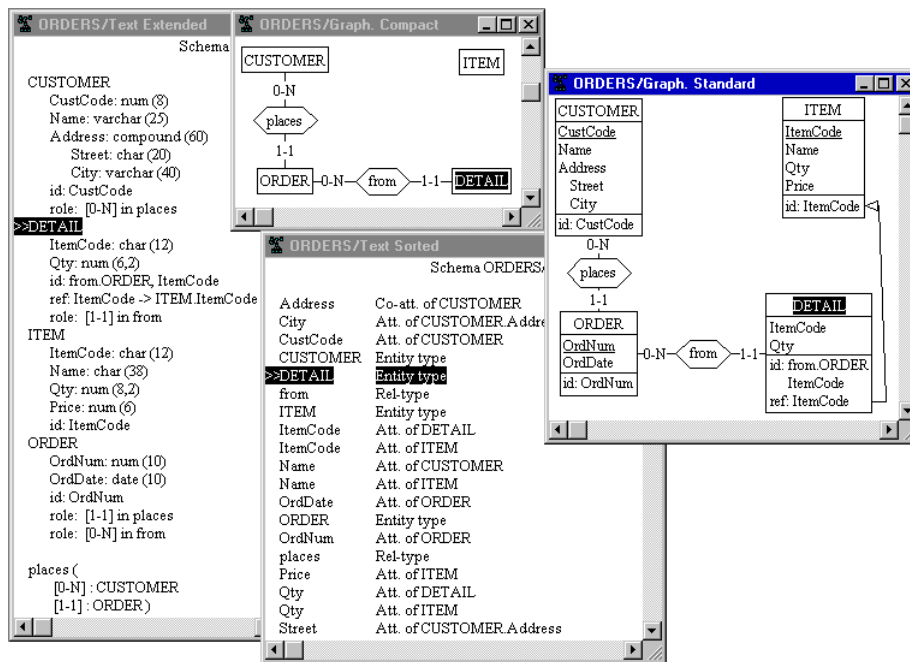 ORDERS/Text Extended
Schema
CUSTOMER
CustCode: num (8)
Name: varchar (25)
Address: compound (60)
Street: char (20)
City: varchar (40)
id: CustCode
role: [0-N] in places
>>DETAIL
ItemCode: char (12)
Qty: num (6,2)
id: from.ORDER, ItemCode
ref: ItemCode -> ITEM.ItemCode
role: [1-1] in from
ITEM
ItemCode: char (12)
Name: char (38)
Qty: num (8,2)
Price: num (6)
id: ItemCode
ORDER
OrdNum: num (10)
OrdDate: date (10)
id: OrdNum
role: [1-1] in places
role: [0-N] in from
places (
[0-N] : CUSTOMER
[1-1] : ORDER )
ORDERS/Graph. Compact
CUSTOMER
ITEM
0-N
places
1-1
ORDER 0-N from 1-1 DETAIL
ORDERS/Text Sorted
Schema ORDERS/
Address Co-att. of CUSTOMER
City Att. of CUSTOMER.Addre
CustCode Att. of CUSTOMER
CUSTOMER Entity type
>>DETAIL Entity type
from Rel-type
ITEM Entity type
ItemCode Att. of DETAIL
ItemCode Att. of ITEM
Name Att. of CUSTOMER
Name Att. of ITEM
OrdDate Att. of ORDER
ORDER Entity type
OrdNum Att. of ORDER
places Rel-type
Price Att. of ITEM
Qty Att. of DETAIL
Qty Att. of ITEM
Street Att. of CUSTOMER.Address
ORDERS/Graph. Standard
CUSTOMER
CustCode
Name
Address
Street
City
id: CustCode
0-N
places
1-1
ORDER
OrdNum
OrdDate
id: OrdNum
0-N from 1-1
ITEM
ItemCode
Name
Qty
Price
id: ItemCode
DETAIL
ItemCode
Qty
id: from.ORDER
ItemCode
ref: ItemCode